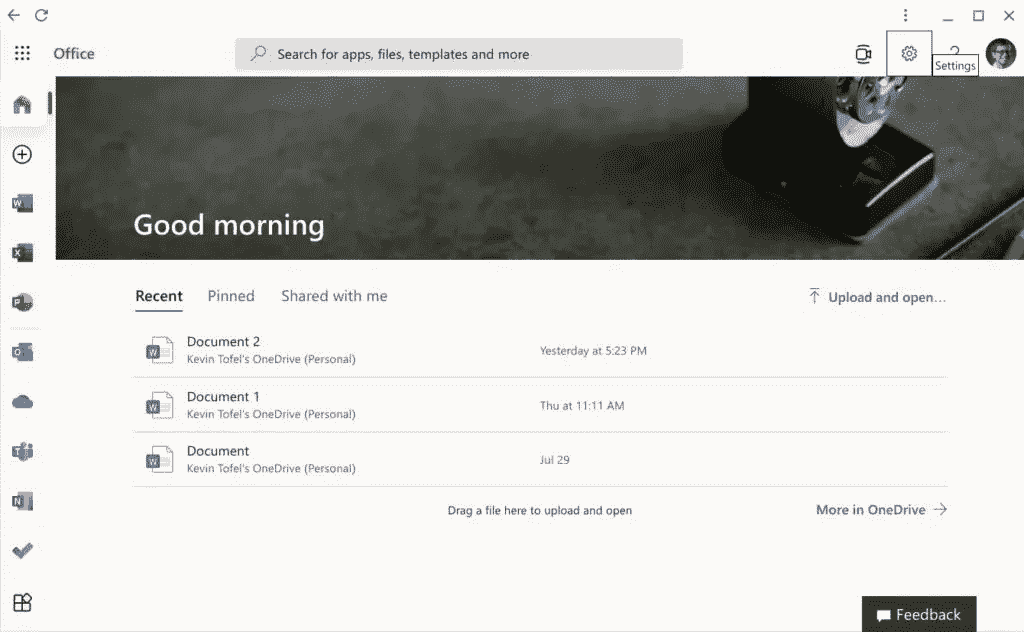 Office
Search for apps, files, templates and more
?
Settings
Good morning
Recent Pinned Shared with me
Upload and open...
W Document 2
Kevin Tofel's OneDrive (Personal)
Yesterday at 5:23 PM
W Document 1
Kevin Tofel's OneDrive (Personal)
Thu at 11:11 AM
W Document
Kevin Tofel's OneDrive (Personal)
Jul 29
Drag a file here to upload and open
More in OneDrive
W
X
P
O
T
N
Feedback